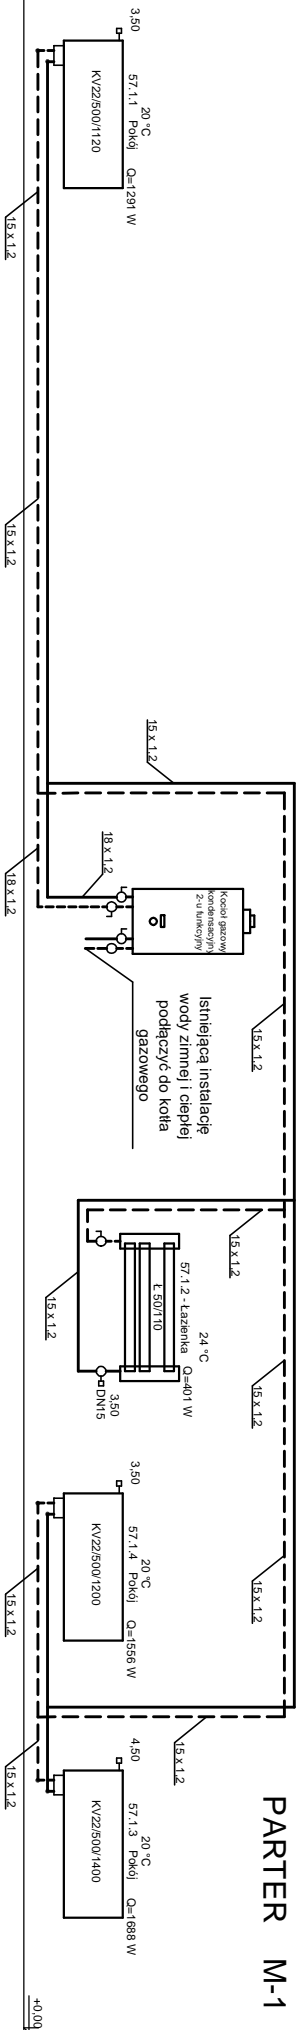 PARTER M-1
3,50
20 °C
57.1.1 Pokój Q=1291 W
KV22/500/1120
15 x 1,2
15 x 1,2
15 x 1,2
18 x 1,2
18 x 1,2
Kocioł gazowy
kondensacyjny
2-u funkcyjny
Istniejącą instalację
wody zimnej i ciepłej
podłączyć do kotła
gazowego
15 x 1,2
15 x 1,2
15 x 1,2
24 °C
57.1.2 - Łazienka Q=401 W
Ł 50/110
3,50
DN15
15 x 1,2
15 x 1,2
3,50
20 °C
57.1.4 Pokój Q=1556 W
KV22/500/1200
15 x 1,2
15 x 1,2
15 x 1,2
4,50
20 °C
57.1.3 Pokój Q=1688 W
KV22/500/1400
+0,00